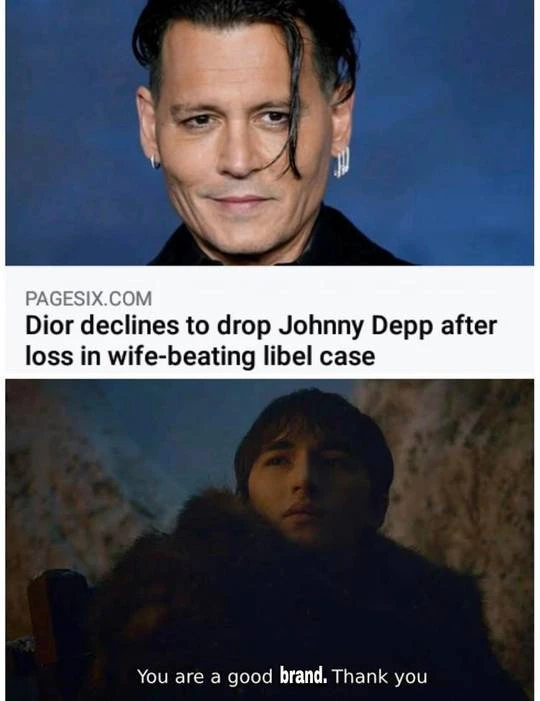 PAGESIX.COM
Dior declines to drop Johnny Depp after
loss in wife-beating libel case
You are a good brand. Thank you